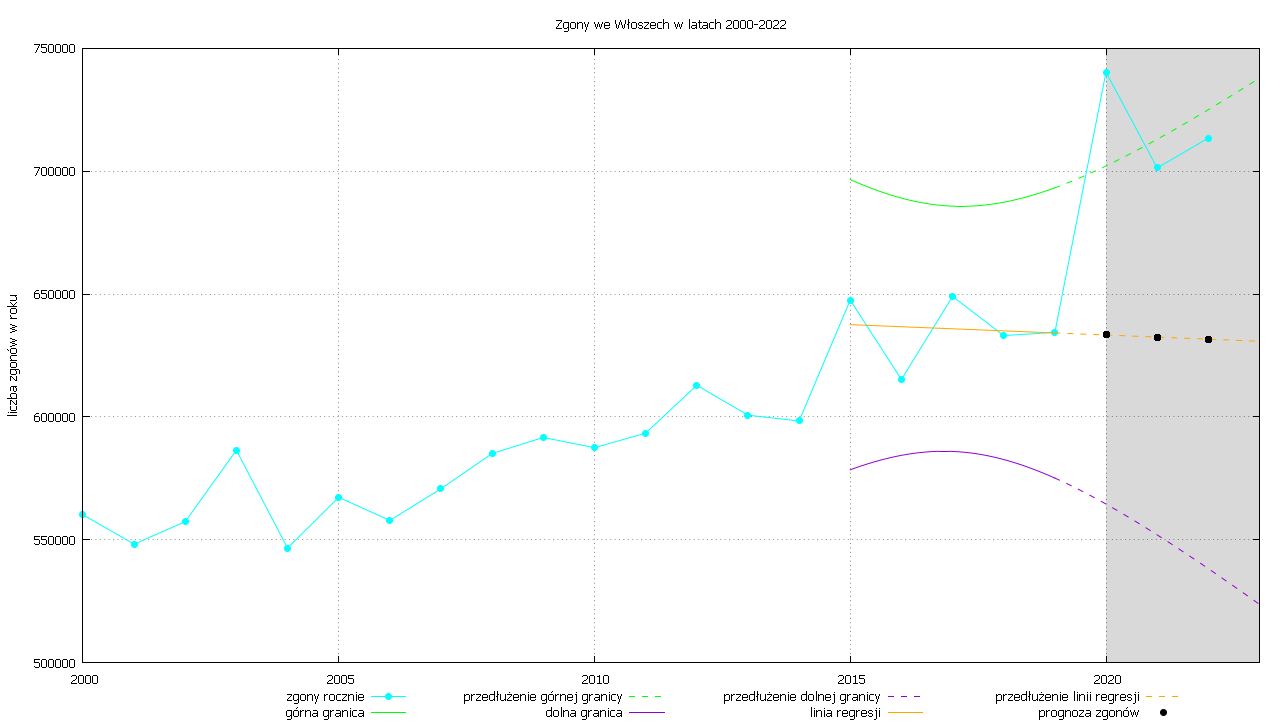 Zgony we Włoszech w latach 2000-2022
750000
700000
650000
600000
550000
500000
liczba zgonów w roku
2000 2005 2010 2015 2020
zgony rocznie przedłużenie górnej granicy przedłużenie dolnej granicy przedłużenie linii regresji
górna granica dolna granica linia regresji prognoza zgonów